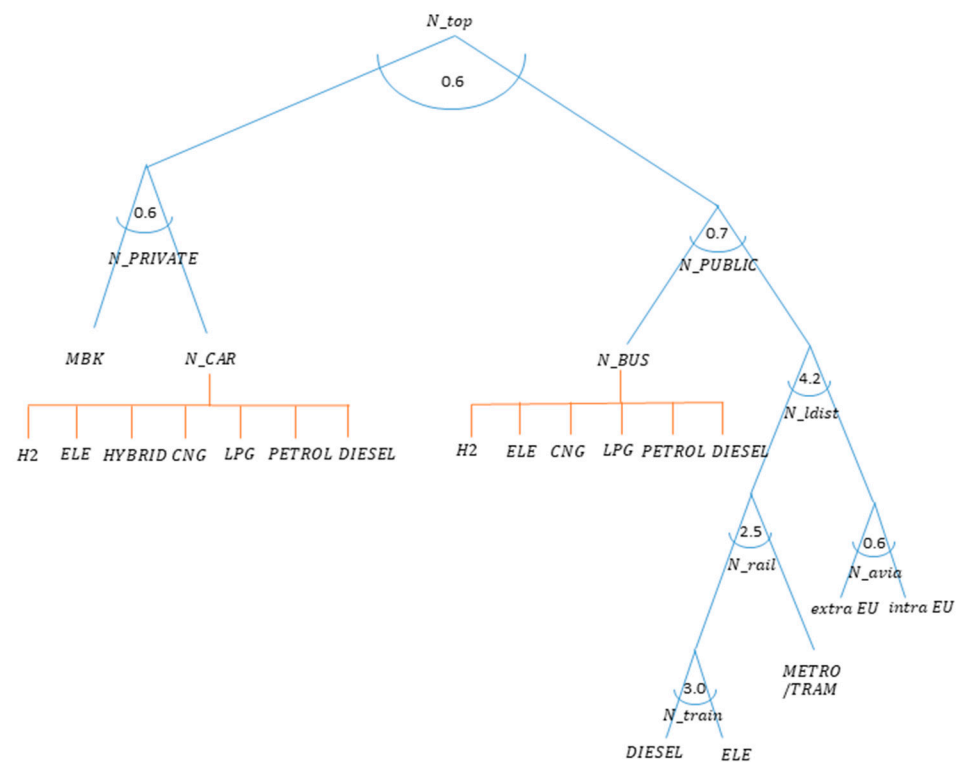 N_top
0.6
0.6
N_PRIVATE
0.7
N_PUBLIC
MBK
N_CAR
N_BUS
4.2
N_ldist
H2 ELE HYBRID CNG LPG PETROL DIESEL
H2 ELE CNG LPG PETROL DIESEL
2.5
N_rail
0.6
N_avia
extra EU intra EU
METRO
/TRAM
3.0
N_train
DIESEL ELE